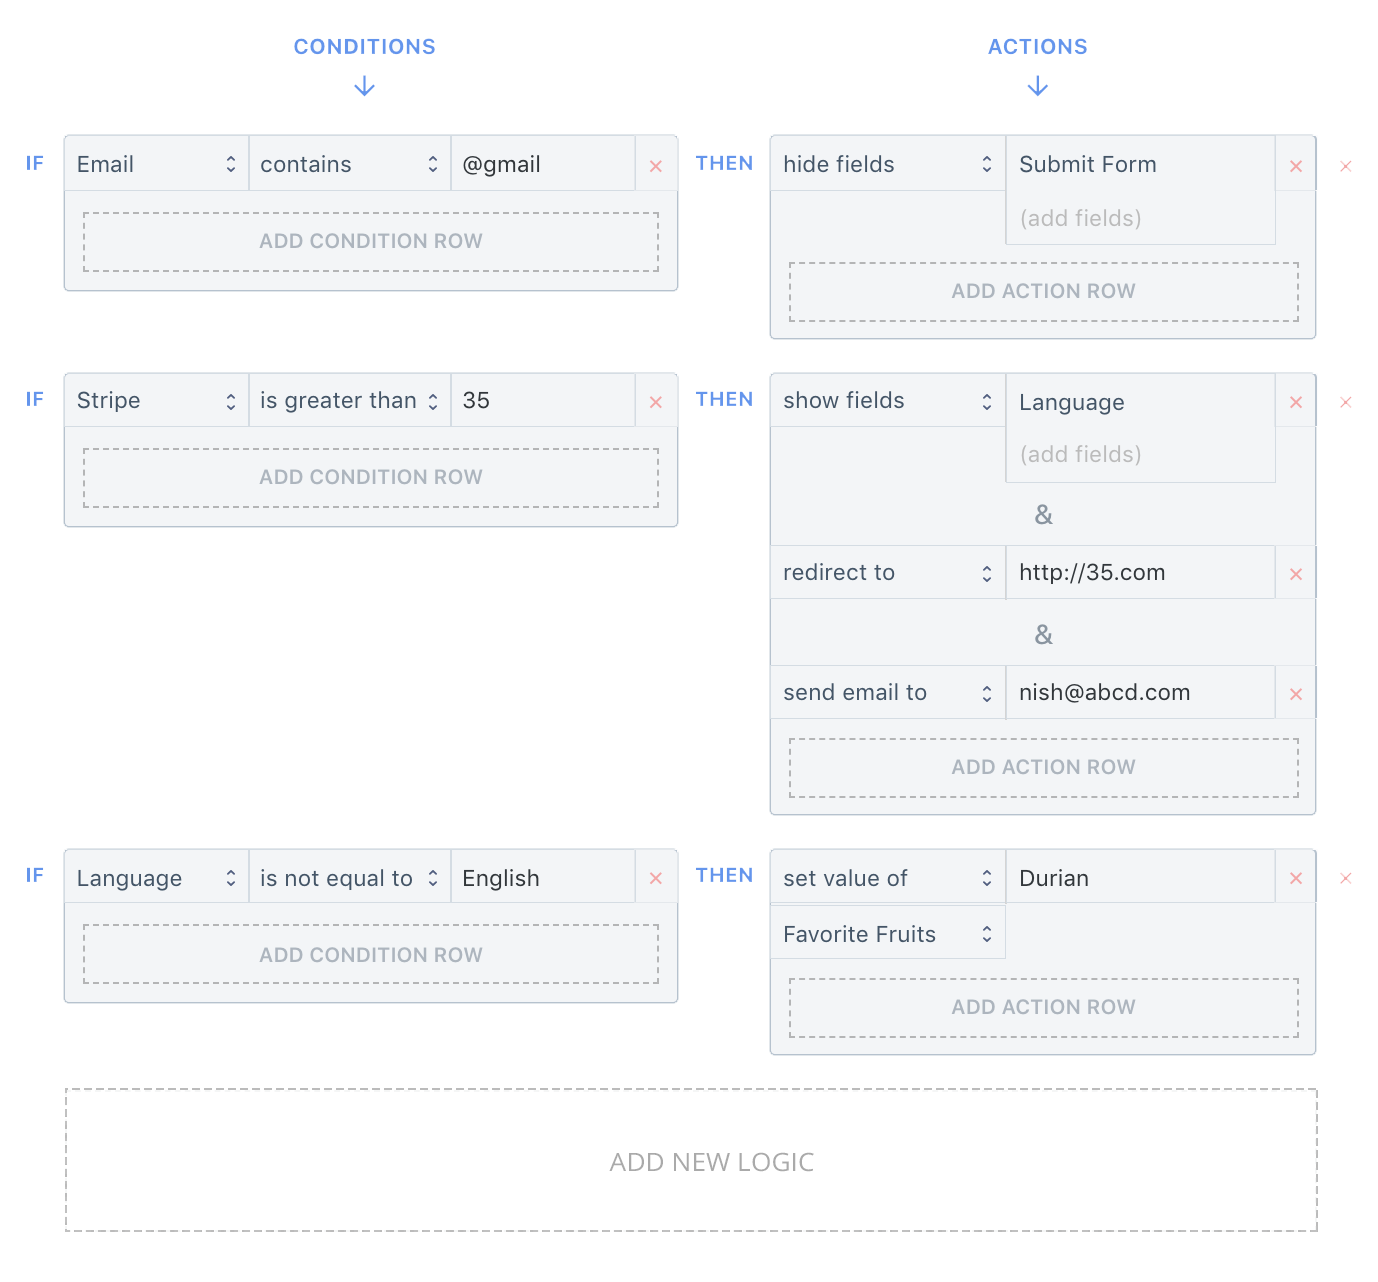 CONDITIONS ACTIONS
IF Email contains @gmail THEN hide fields Submit Form
(add fields)
ADD CONDITION ROW
ADD ACTION ROW
IF Stripe is greater than 35 THEN show fields Language
(add fields)
ADD CONDITION ROW
&
redirect to http://35.com
&
send email to nish@abcd.com
ADD ACTION ROW
IF Language is not equal to English THEN set value of Durian
Favorite Fruits
ADD CONDITION ROW
ADD ACTION ROW
ADD NEW LOGIC